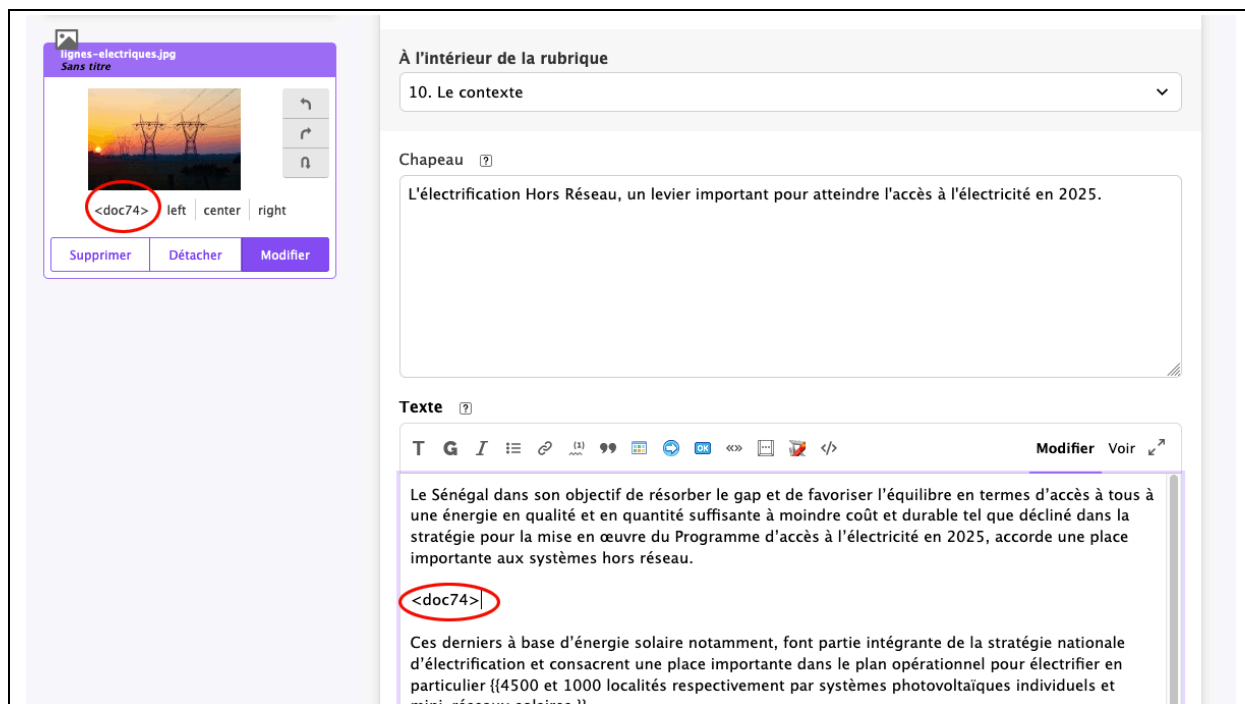 lignes-electriques.jpg
Sans titre
<doc74> left center right
Supprimer Détacher Modifier
À l'intérieur de la rubrique
10. Le contexte
Chapeau ?
L'électrification Hors Réseau, un levier important pour atteindre l'accès à l'électricité en 2025.
Texte ?
T G I (1) OK «» </> Modifier Voir
Le Sénégal dans son objectif de résorber le gap et de favoriser l’équilibre en termes d’accès à tous à
une énergie en qualité et en quantité suffisante à moindre coût et durable tel que décliné dans la
stratégie pour la mise en œuvre du Programme d’accès à l’électricité en 2025, accorde une place
importante aux systèmes hors réseau.
<doc74>
Ces derniers à base d’énergie solaire notamment, font partie intégrante de la stratégie nationale
d’électrification et consacrent une place importante dans le plan opérationnel pour électrifier en
particulier {{4500 et 1000 localités respectivement par systèmes photovoltaïques individuels et